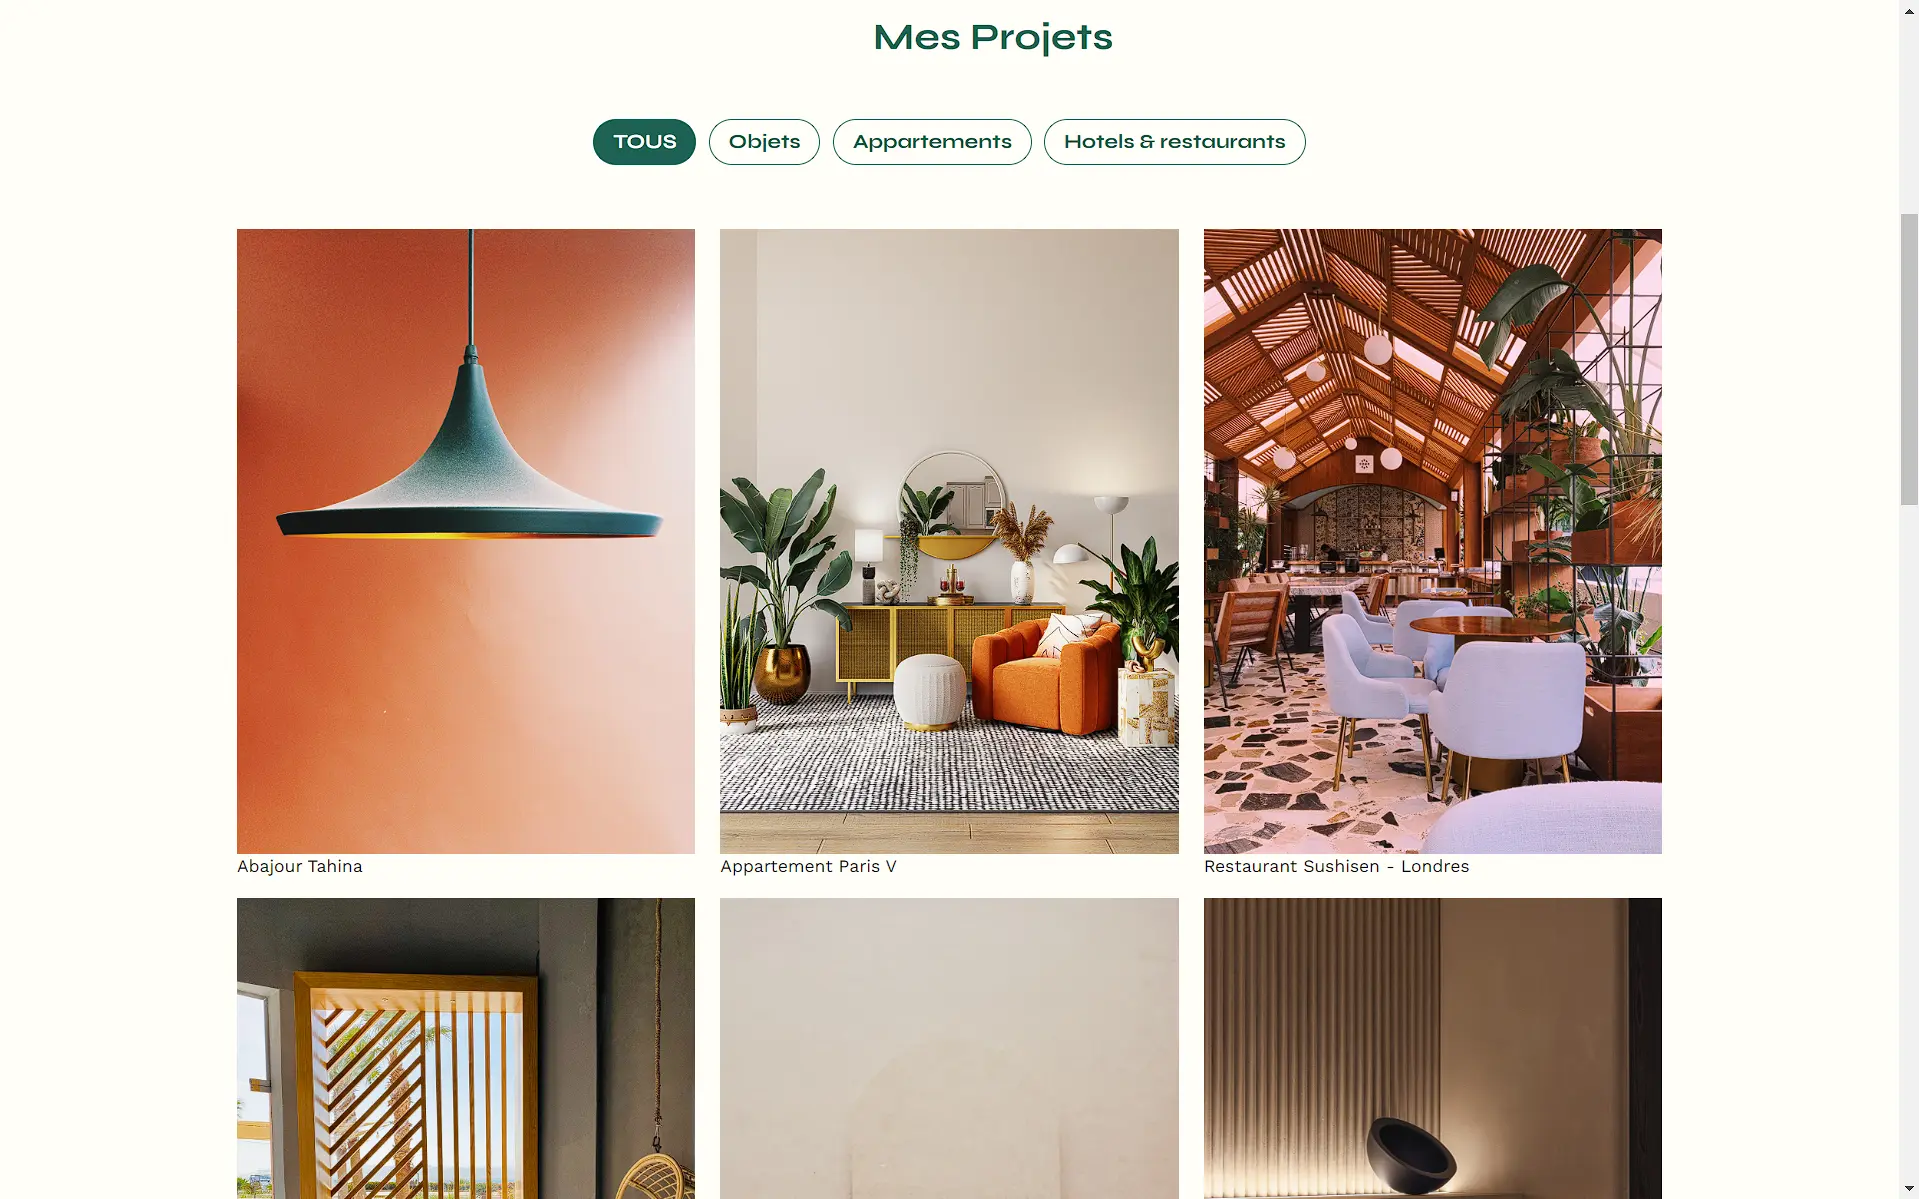 Mes Projets
TOUS
Objets
Appartements
Hotels & restaurants
Abajour Tahina
Appartement Paris V
Restaurant Sushisen - Londres